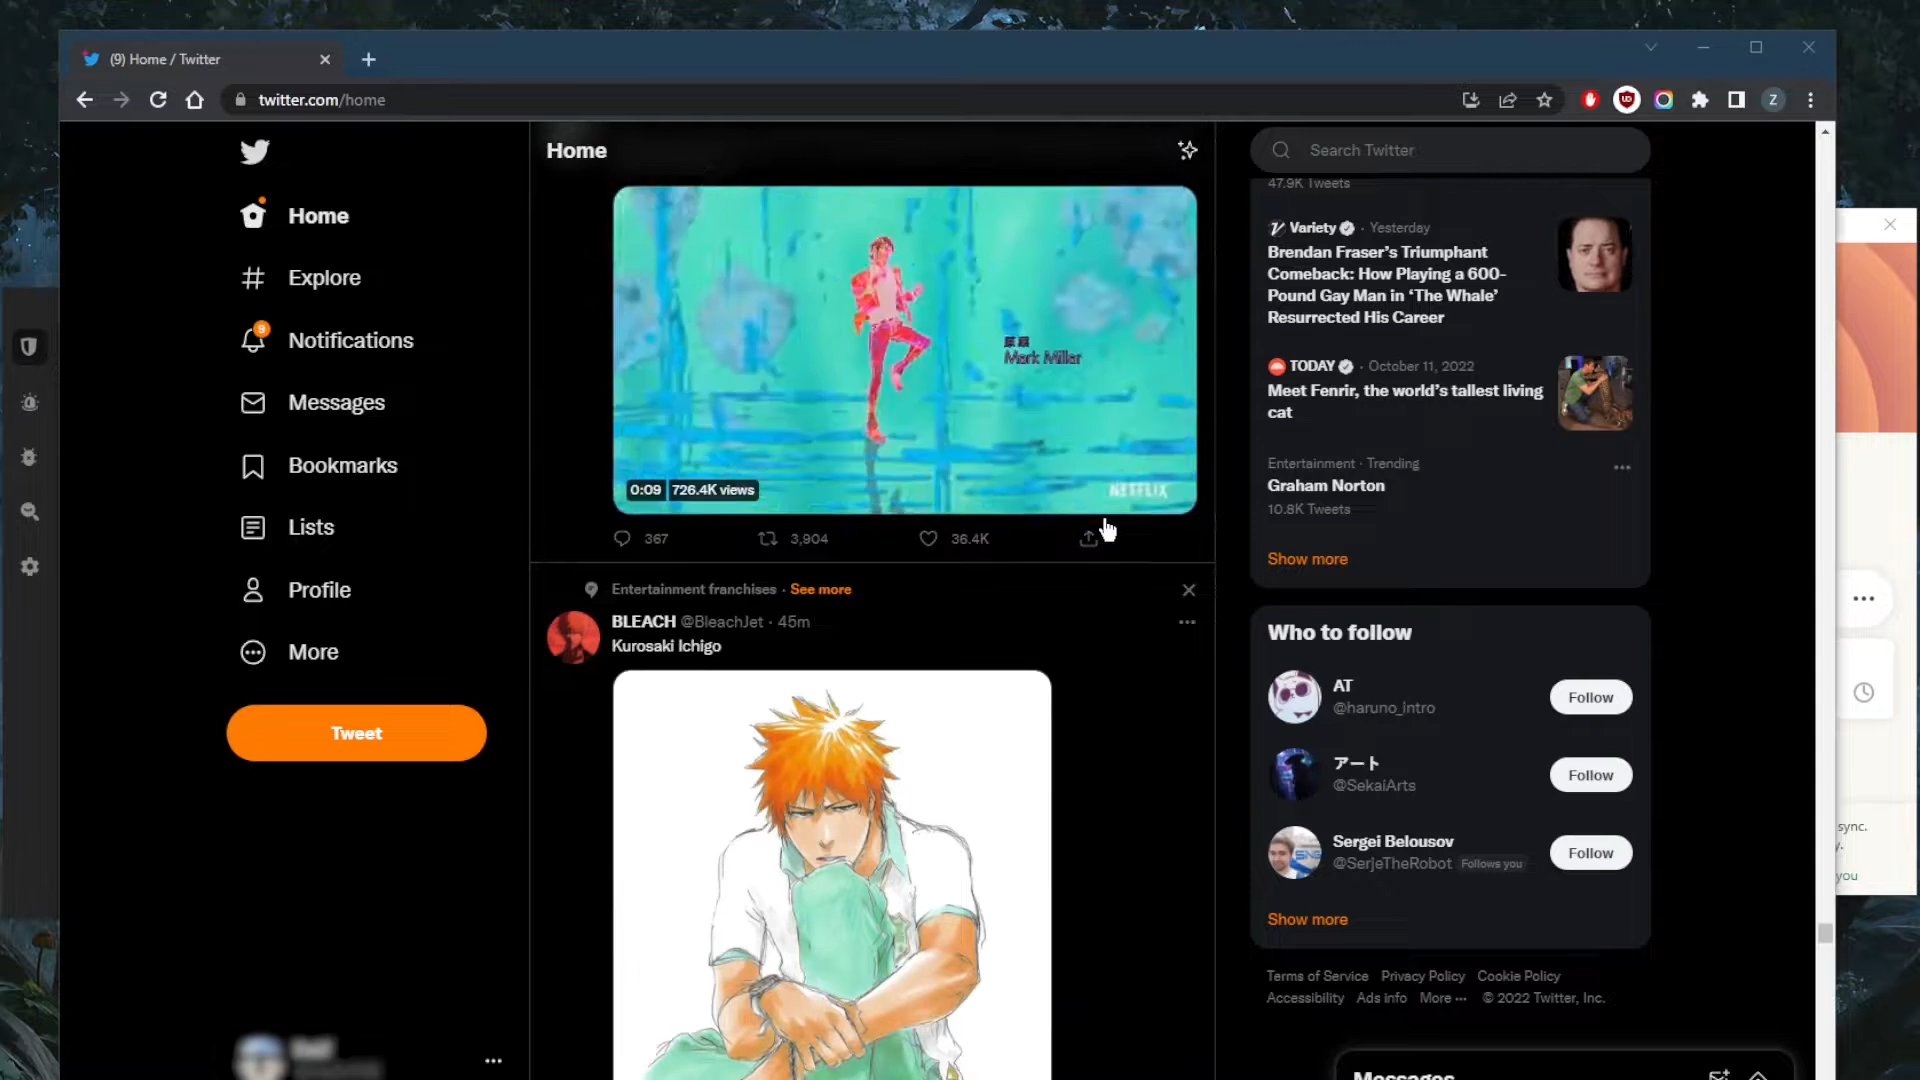 (9) Home / Twitter
twitter.com/home
Home
Explore
9
Notifications
Messages
Bookmarks
Lists
Profile
More
Tweet
Home
Mark Millar
0:09 726.4K views
NETFLIX
367 3,904 36.4K
Entertainment franchises · See more
BLEACH @BleachJet · 45m
Kurosaki Ichigo
Search Twitter
47.9K Tweets
Variety · Yesterday
Brendan Fraser's Triumphant
Comeback: How Playing a 600-
Pound Gay Man in 'The Whale'
Resurrected His Career
TODAY · October 11, 2022
Meet Fenrir, the world's tallest living
cat
Entertainment · Trending
Graham Norton
10.8K Tweets
Show more
Who to follow
AT
@haruno_intro
Follow
アート
@SekaiArts
Follow
Sergei Belousov
@SerjeTheRobot Follows you
Follow
Show more
Terms of Service Privacy Policy Cookie Policy
Accessibility Ads info More ··· © 2022 Twitter, Inc.
Messages
Z
sync.
you